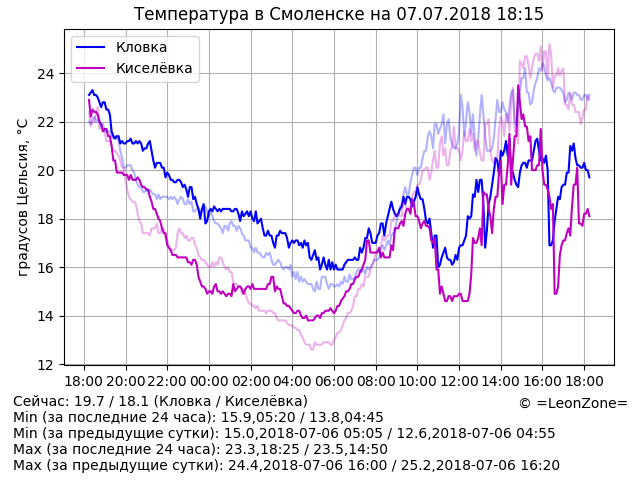 Температура в Смоленске на 07.07.2018 18:15
Кловка
Киселёвка
градусов Цельсия, °C
24
22
20
18
16
14
12
18:00 20:00 22:00 00:00 02:00 04:00 06:00 08:00 10:00 12:00 14:00 16:00 18:00
Сейчас: 19.7 / 18.1 (Кловка / Киселёвка)
© =LeonZone=
Min (за последние 24 часа): 15.9,05:20 / 13.8,04:45
Min (за предыдущие сутки): 15.0,2018-07-06 05:05 / 12.6,2018-07-06 04:55
Max (за последние 24 часа): 23.3,18:25 / 23.5,14:50
Max (за предыдущие сутки): 24.4,2018-07-06 16:00 / 25.2,2018-07-06 16:20